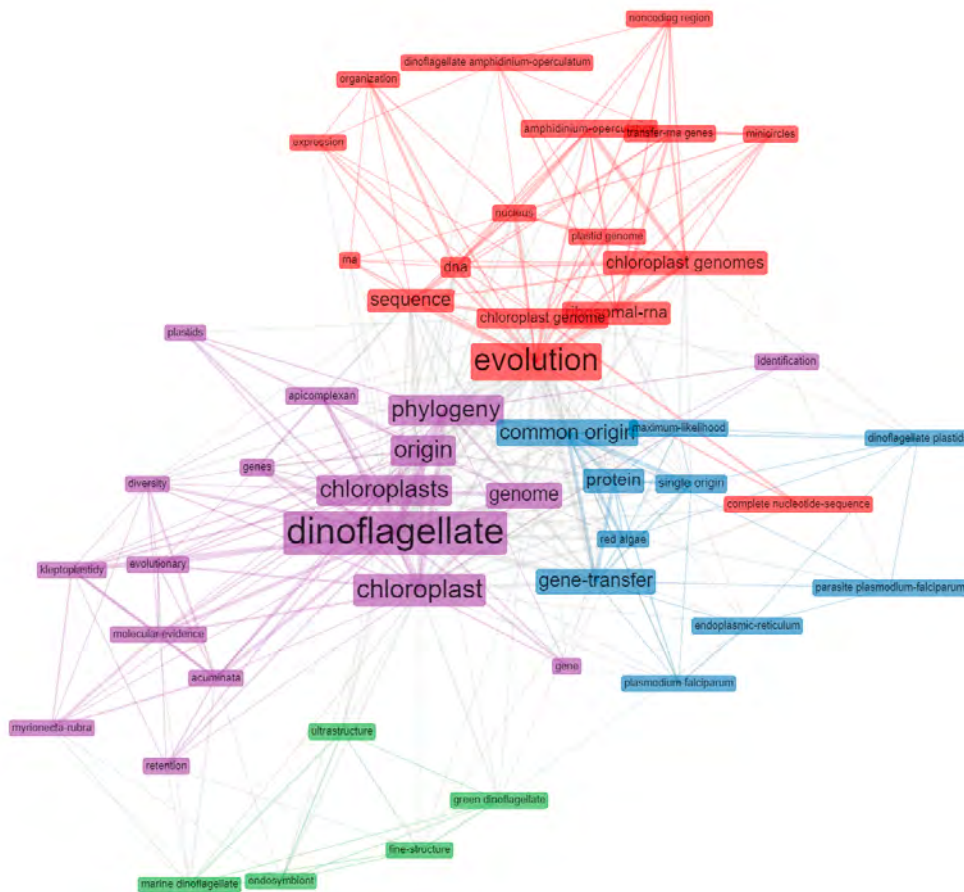 noncoding region
dinoflagellate amphidinium-operculatum
organization
amphidinium-operculatum
transfer-rna genes
minicircles
expression
nucleus
plastid genome
rna
dna
chloroplast genomes
sequence
chloroplast genome
ribosomal-rna
plastids
evolution
identification
apicomplexan
phylogeny
common origin
maximum-likelihood
dinoflagellate plastids
origin
genes
protein
single origin
diversity
chloroplasts
genome
complete nucleotide-sequence
dinoflagellate
red algae
kleptoplastidy
evolutionary
gene-transfer
parasite plasmodium-falciparum
chloroplast
endoplasmic-reticulum
molecular-evidence
gene
acuminata
plasmodium-falciparum
myrionecta-rubra
ultrastructure
retention
green dinoflagellate
fine-structure
marine dinoflagellate
endosymbiont